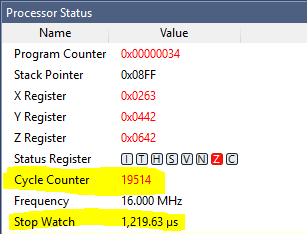 Processor Status
Name Value
Program Counter 0x00000034
Stack Pointer 0x08FF
X Register 0x0263
Y Register 0x0442
Z Register 0x0642
Status Register I T H S V N Z C
Cycle Counter 19514
Frequency 16.000 MHz
Stop Watch 1,219.63 µs